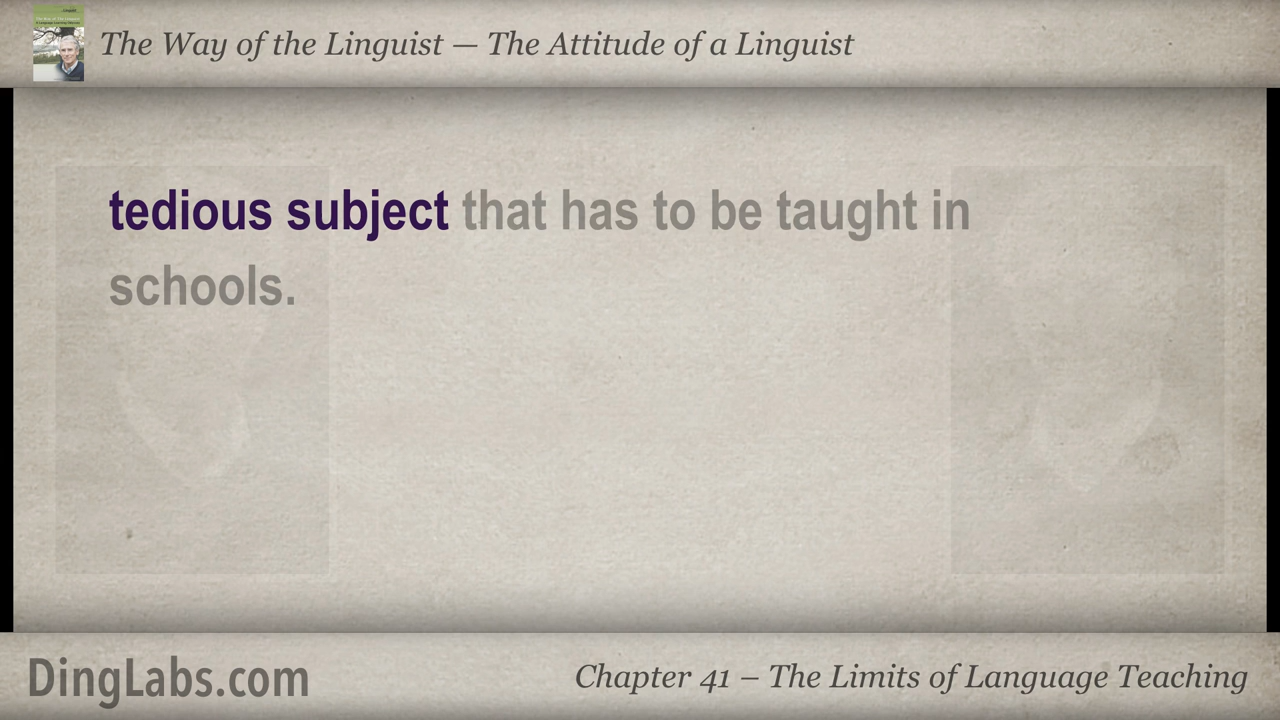 The Way of the Linguist — The Attitude of a Linguist
tedious subject that has to be taught in
schools.
DingLabs.com
Chapter 41 – The Limits of Language Teaching